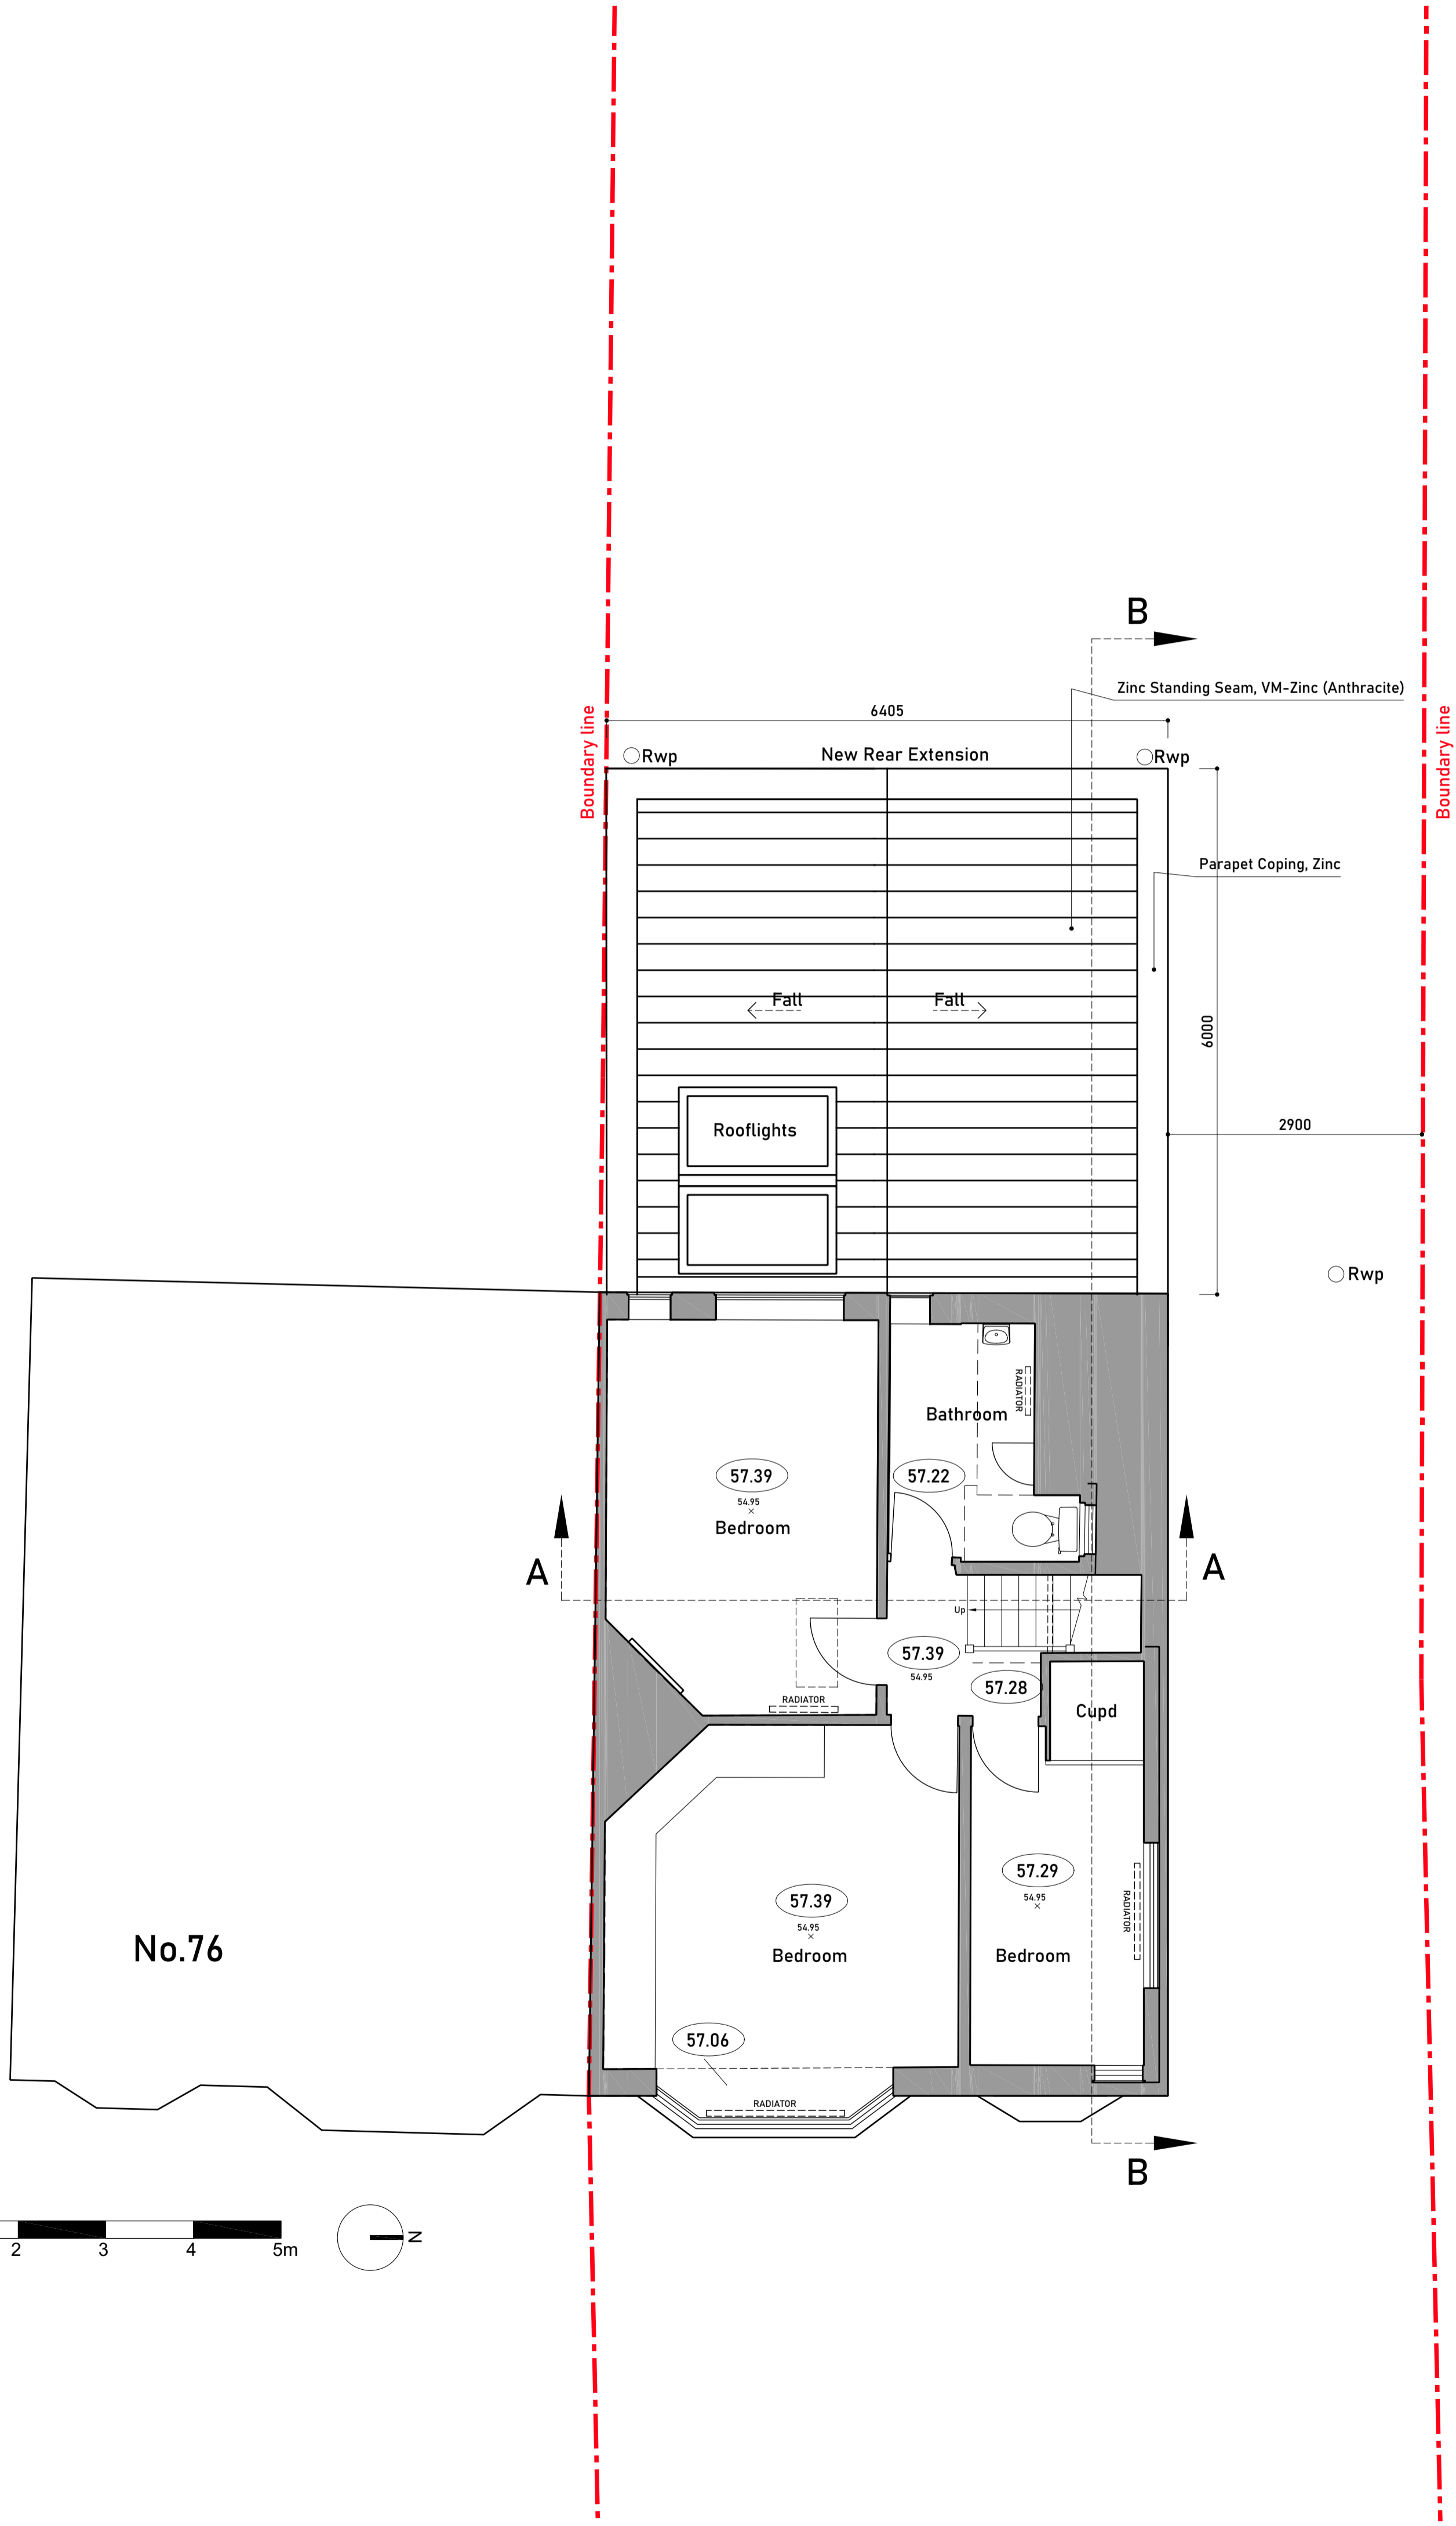 B
Zinc Standing Seam, VM-Zinc (Anthracite)
6405
Boundary line
Boundary line
Rwp
New Rear Extension
Rwp
Parapet Coping, Zinc
Fall
Fall
6000
Rooflights
2900
Rwp
RADIATOR
Bathroom
57.39
57.22
54.95
Bedroom
A
A
Up
57.39
54.95
57.28
RADIATOR
Cupd
57.29
54.95
57.39
RADIATOR
54.95
No.76
Bedroom
Bedroom
57.06
RADIATOR
B
N
2
3
4
5m